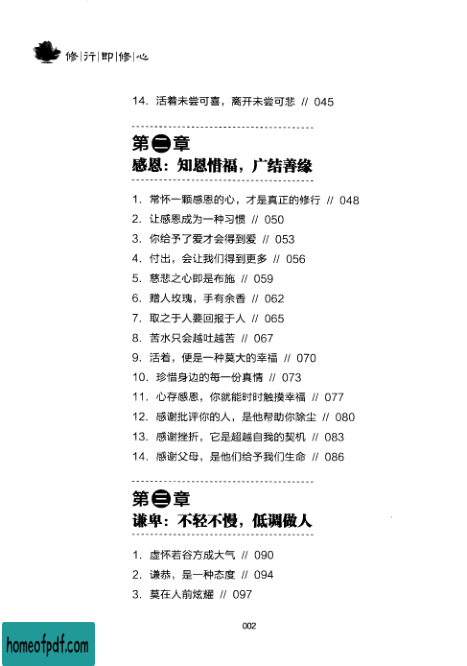 修|行|即|修|心
14. 活着未尝可喜，离开未尝可悲 // 045
第二章
感恩：知恩惜福，广结善缘
1. 常怀一颗感恩的心，才是真正的修行 // 048
2. 让感恩成为一种习惯 // 050
3. 你给予了爱才会得到爱 // 053
4. 付出，会让我们得到更多 // 056
5. 慈悲之心即是布施 // 059
6. 赠人玫瑰，手有余香 // 062
7. 取之于人要回报于人 // 065
8. 苦水只会越吐越苦 // 067
9. 活着，便是一种莫大的幸福 // 070
10. 珍惜身边的每一份真情 // 073
11. 心存感恩，你就能时时触摸幸福 // 077
12. 感谢批评你的人，是他帮助你除尘 // 080
13. 感谢挫折，它是超越自我的契机 // 083
14. 感谢父母，是他们给予我们生命 // 086
第三章
谦卑：不轻不慢，低调做人
1. 虚怀若谷方成大气 // 090
2. 谦恭，是一种态度 // 094
3. 莫在人前炫耀 // 097
002
homeofpdf.com